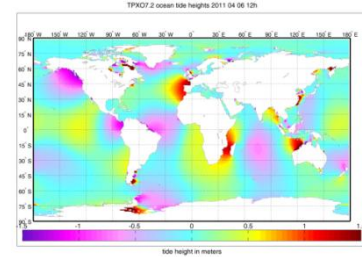 TPXO7.2 ocean tide heights 2011 04 06 12h
180° W 150° W 120° W 90° W 60° W 30° W 0° 30° E 60° E 90° E 120° E 150° E 180° E
90° N
75° N
60° N
45° N
30° N
15° N
0°
15° S
30° S
45° S
60° S
75° S
90° S
-1 -0.5 0 0.5 1
tide height in meters